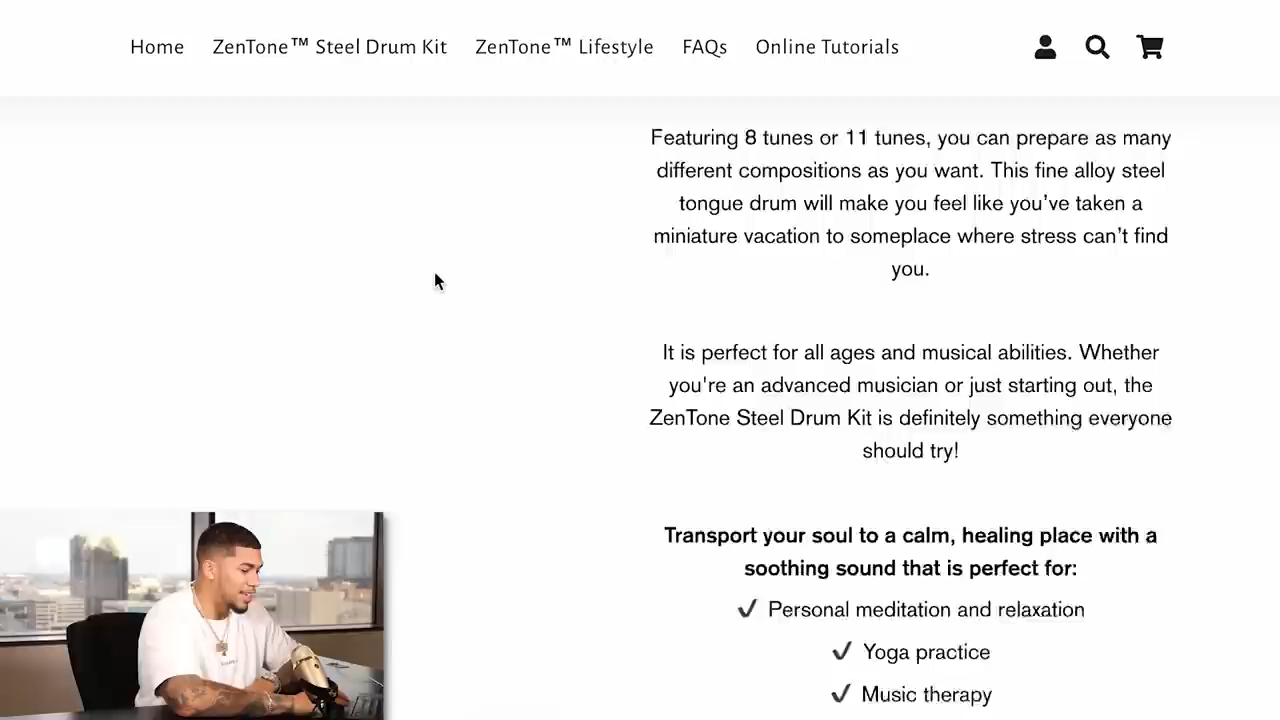 Home ZenTone™ Steel Drum Kit ZenTone™ Lifestyle FAQs Online Tutorials
Featuring 8 tunes or 11 tunes, you can prepare as many
different compositions as you want. This fine alloy steel
tongue drum will make you feel like you've taken a
miniature vacation to someplace where stress can't find
you.
It is perfect for all ages and musical abilities. Whether
you're an advanced musician or just starting out, the
ZenTone Steel Drum Kit is definitely something everyone
should try!
Transport your soul to a calm, healing place with a
soothing sound that is perfect for:
✓ Personal meditation and relaxation
✓ Yoga practice
✓ Music therapy